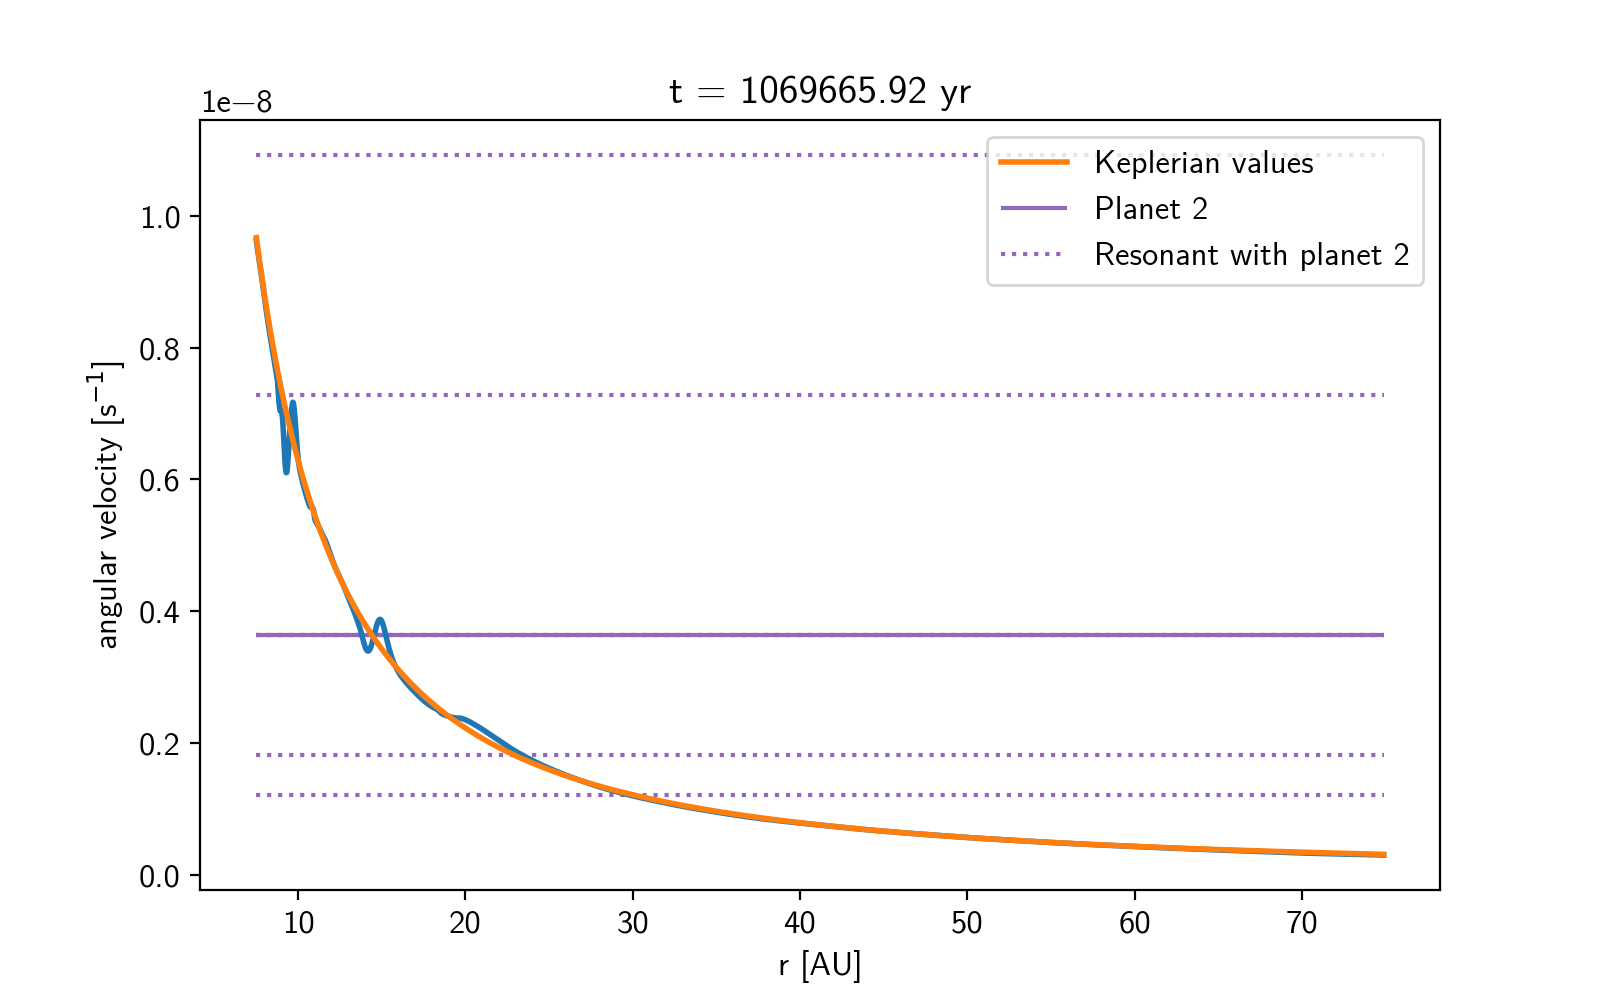 t = 1069665.92 yr
1e−8
Keplerian values
Planet 2
Resonant with planet 2
1.0
0.8
0.6
0.4
0.2
0.0
angular velocity [s⁻¹]
10 20 30 40 50 60 70
r [AU]